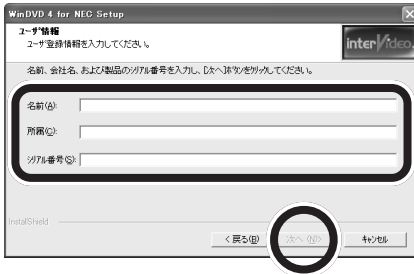 WinDVD 4 for NEC Setup
ユーザ情報
ユーザ登録情報を入力してください。
interVideo.
名前、会社名、および製品のシリアル番号を入力し、[次へ]ボタンをクリックしてください。
名前(A):
所属(C):
シリアル番号(S):
InstallShield
< 戻る(B)
次へ (N)>
キャンセル